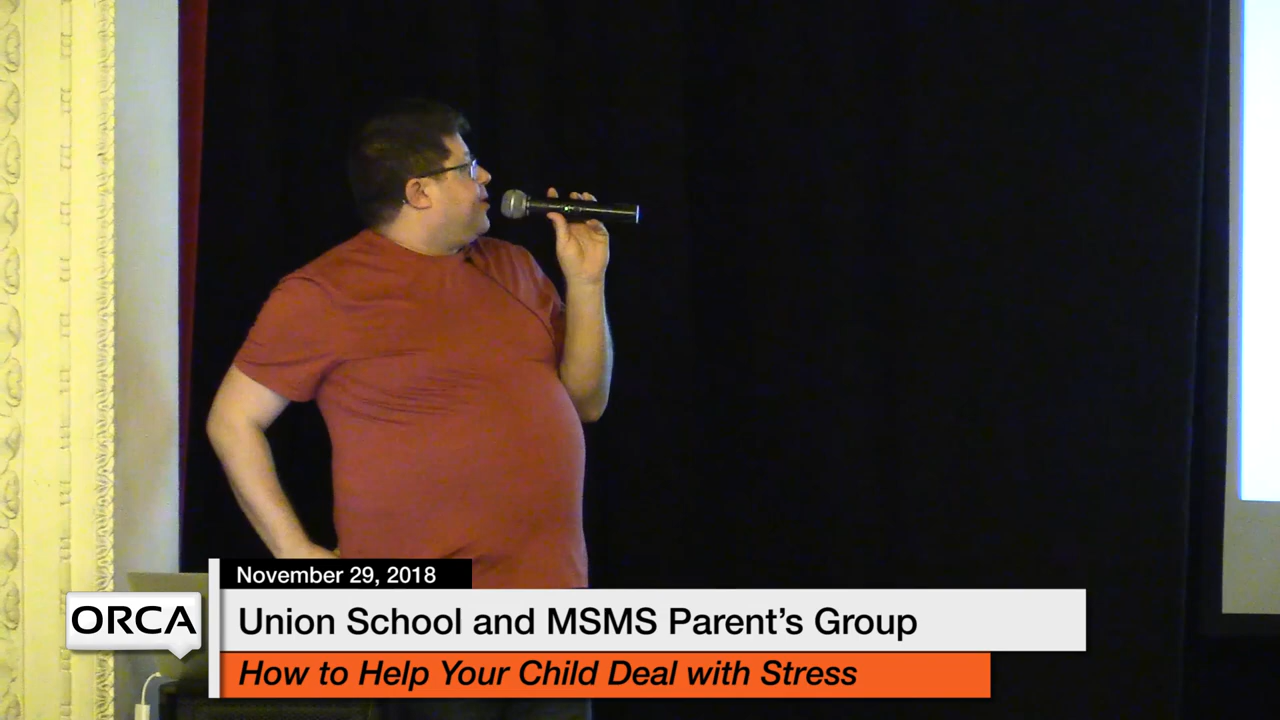 November 29, 2018
ORCA
Union School and MSMS Parent's Group
How to Help Your Child Deal with Stress